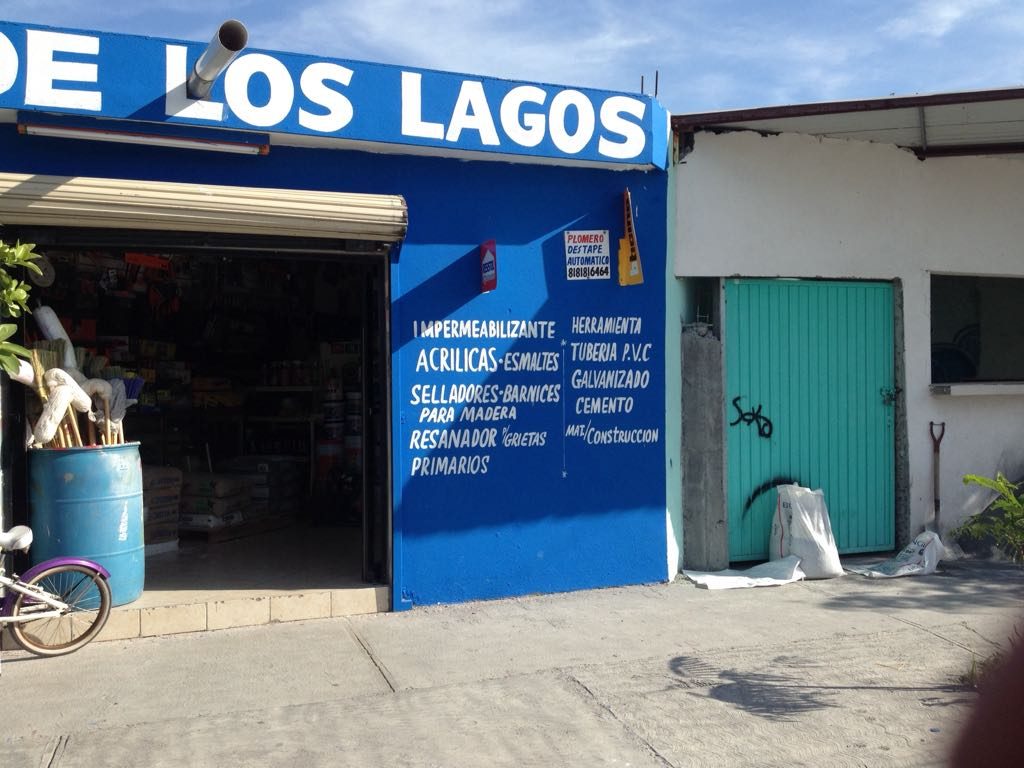 DE LOS LAGOS
PLOMERO
DESTAPE
AUTOMATICO
8181816464
IMPERMEABILIZANTE
ACRILICAS-ESMALTES
SELLADORES-BARNICES
PARA MADERA
RESANADOR P/GRIETAS
PRIMARIOS
HERRAMIENTA
TUBERIA P.V.C
GALVANIZADO
CEMENTO
MAT/CONSTRUCCION